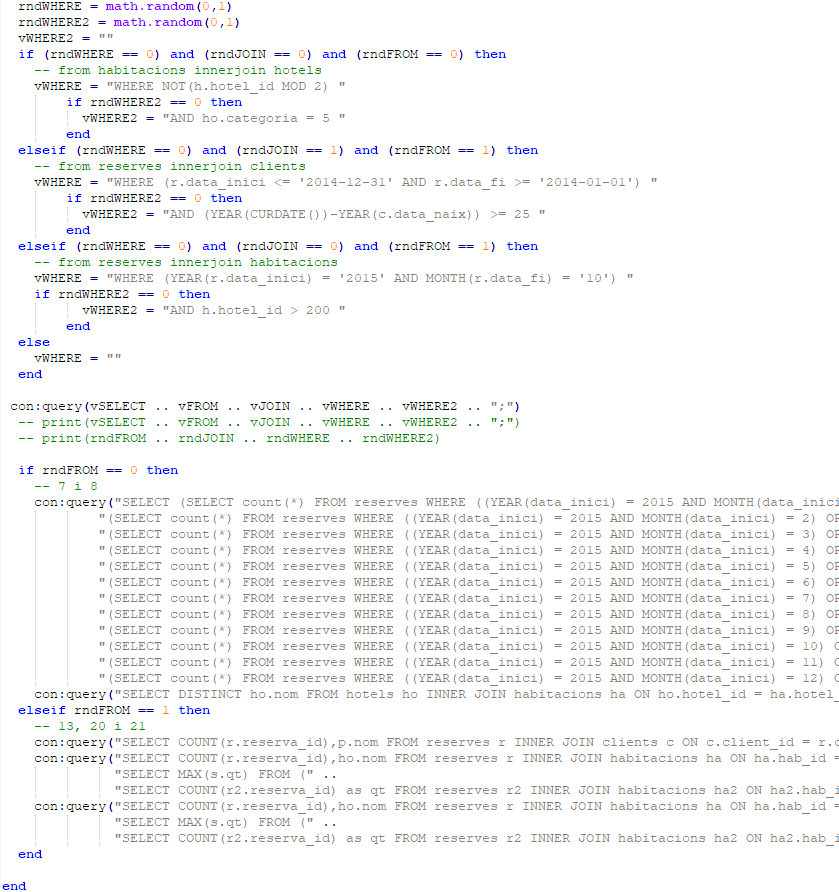 rndWHERE = math.random(0,1)
rndWHERE2 = math.random(0,1)
vWHERE2 = ""
if (rndWHERE == 0) and (rndJOIN == 0) and (rndFROM == 0) then
-- from habitacions innerjoin hotels
vWHERE = "WHERE NOT(h.hotel_id MOD 2) "
if rndWHERE2 == 0 then
vWHERE2 = "AND ho.categoria = 5 "
end
elseif (rndWHERE == 0) and (rndJOIN == 1) and (rndFROM == 1) then
-- from reserves innerjoin clients
vWHERE = "WHERE (r.data_inici <= '2014-12-31' AND r.data_fi >= '2014-01-01') "
if rndWHERE2 == 0 then
vWHERE2 = "AND (YEAR(CURDATE())-YEAR(c.data_naix)) >= 25 "
end
elseif (rndWHERE == 0) and (rndJOIN == 0) and (rndFROM == 1) then
-- from reserves innerjoin habitacions
vWHERE = "WHERE (YEAR(r.data_inici) = '2015' AND MONTH(r.data_fi) = '10') "
if rndWHERE2 == 0 then
vWHERE2 = "AND h.hotel_id > 200 "
end
else
vWHERE = ""
end
con:query(vSELECT .. vFROM .. vJOIN .. vWHERE .. vWHERE2 .. ";")
-- print(vSELECT .. vFROM .. vJOIN .. vWHERE .. vWHERE2 .. ";")
-- print(rndFROM .. rndJOIN .. rndWHERE .. rndWHERE2)
if rndFROM == 0 then
-- 7 i 8
con:query("SELECT (SELECT count(*) FROM reserves WHERE ((YEAR(data_inici) = 2015 AND MONTH(data_inici
"(SELECT count(*) FROM reserves WHERE ((YEAR(data_inici) = 2015 AND MONTH(data_inici) = 2) OR
"(SELECT count(*) FROM reserves WHERE ((YEAR(data_inici) = 2015 AND MONTH(data_inici) = 3) OR
"(SELECT count(*) FROM reserves WHERE ((YEAR(data_inici) = 2015 AND MONTH(data_inici) = 4) OR
"(SELECT count(*) FROM reserves WHERE ((YEAR(data_inici) = 2015 AND MONTH(data_inici) = 5) OR
"(SELECT count(*) FROM reserves WHERE ((YEAR(data_inici) = 2015 AND MONTH(data_inici) = 6) OR
"(SELECT count(*) FROM reserves WHERE ((YEAR(data_inici) = 2015 AND MONTH(data_inici) = 7) OR
"(SELECT count(*) FROM reserves WHERE ((YEAR(data_inici) = 2015 AND MONTH(data_inici) = 8) OR
"(SELECT count(*) FROM reserves WHERE ((YEAR(data_inici) = 2015 AND MONTH(data_inici) = 9) OR
"(SELECT count(*) FROM reserves WHERE ((YEAR(data_inici) = 2015 AND MONTH(data_inici) = 10) O
"(SELECT count(*) FROM reserves WHERE ((YEAR(data_inici) = 2015 AND MONTH(data_inici) = 11) O
"(SELECT count(*) FROM reserves WHERE ((YEAR(data_inici) = 2015 AND MONTH(data_inici) = 12) O
con:query("SELECT DISTINCT ho.nom FROM hotels ho INNER JOIN habitacions ha ON ho.hotel_id = ha.hotel_
elseif rndFROM == 1 then
-- 13, 20 i 21
con:query("SELECT COUNT(r.reserva_id),p.nom FROM reserves r INNER JOIN clients c ON c.client_id = r.c
con:query("SELECT COUNT(r.reserva_id),ho.nom FROM reserves r INNER JOIN habitacions ha ON ha.hab_id =
"SELECT MAX(s.qt) FROM (" ..
"SELECT COUNT(r2.reserva_id) as qt FROM reserves r2 INNER JOIN habitacions ha2 ON ha2.hab_i
con:query("SELECT COUNT(r.reserva_id),ho.nom FROM reserves r INNER JOIN habitacions ha ON ha.hab_id =
"SELECT MAX(s.qt) FROM (" ..
"SELECT COUNT(r2.reserva_id) as qt FROM reserves r2 INNER JOIN habitacions ha2 ON ha2.hab_i
end
end